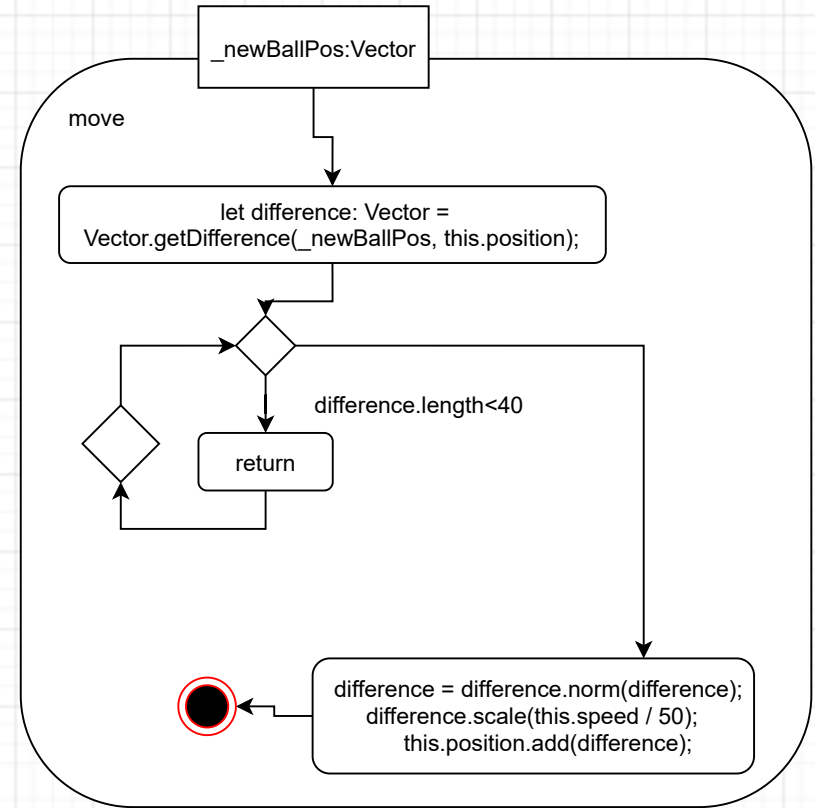 _newBallPos:Vector
move
let difference: Vector =
Vector.getDifference(_newBallPos, this.position);
difference.length<40
return
difference = difference.norm(difference);
difference.scale(this.speed / 50);
this.position.add(difference);